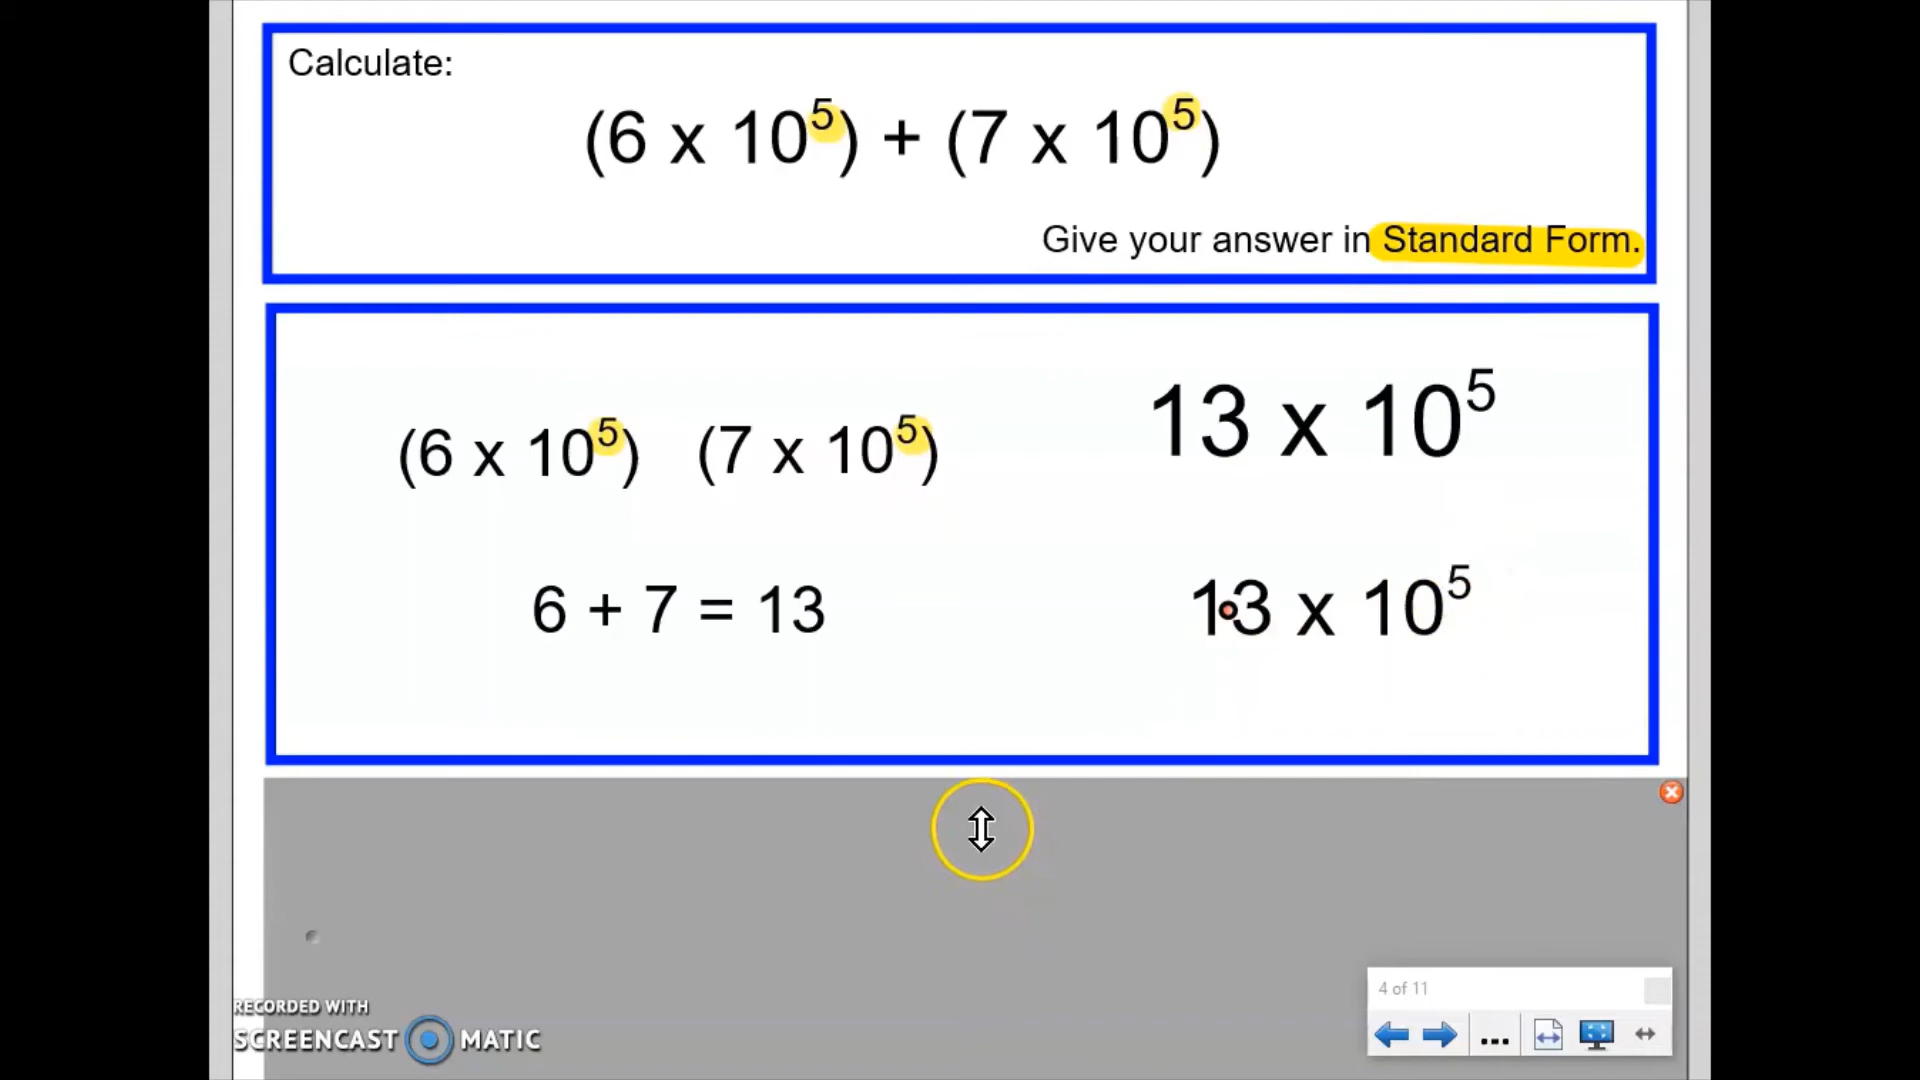 Calculate:
(6 x 10⁵) + (7 x 10⁵)
Give your answer in Standard Form.
(6 x 10⁵) (7 x 10⁵)
13 x 10⁵
6 + 7 = 13
13 x 10⁵
4 of 11
RECORDED WITH
SCREENCAST MATIC